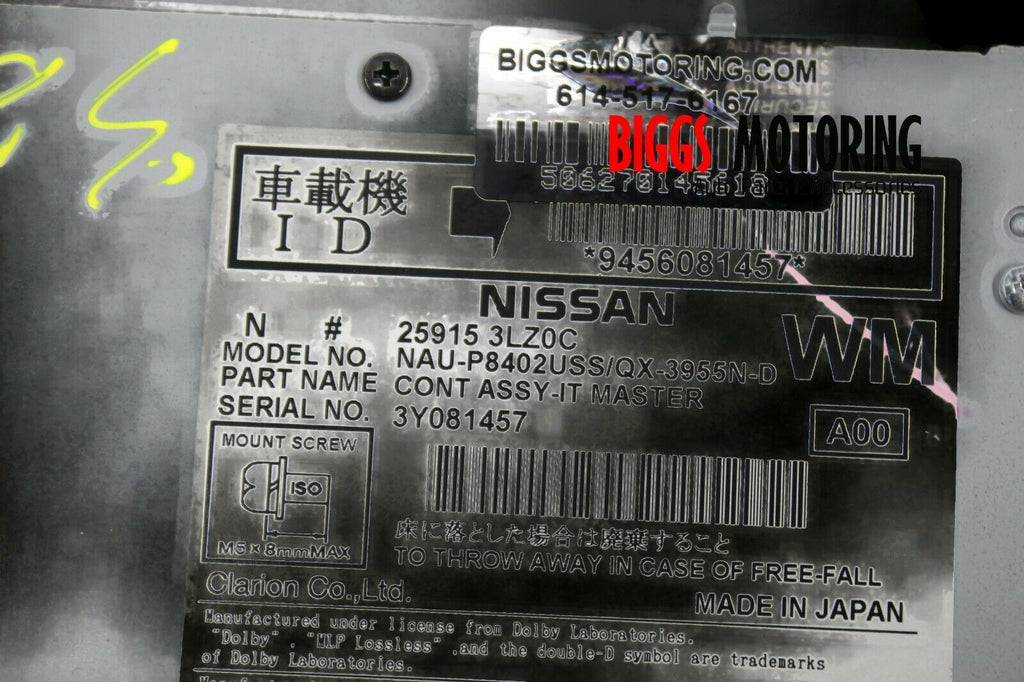 BIGGSMOTORING.COM
614-517-6167
BIGGS MOTORING
車載機
I D
*9456081457*
NISSAN
N # 25915 3LZ0C
MODEL NO. NAU-P8402USS/QX-3955N-D
PART NAME CONT ASSY-IT MASTER
SERIAL NO. 3Y081457
WM
A00
MOUNT SCREW
ISO
M5×8mmMAX
床に落とした場合は廃棄すること
TO THROW AWAY IN CASE OF FREE-FALL
Clarion Co.,Ltd.
MADE IN JAPAN
Manufactured under license from Dolby Laboratories.
"Dolby" , "MLP Lossless" ,and the double-D symbol are trademarks
of Dolby Laboratories.